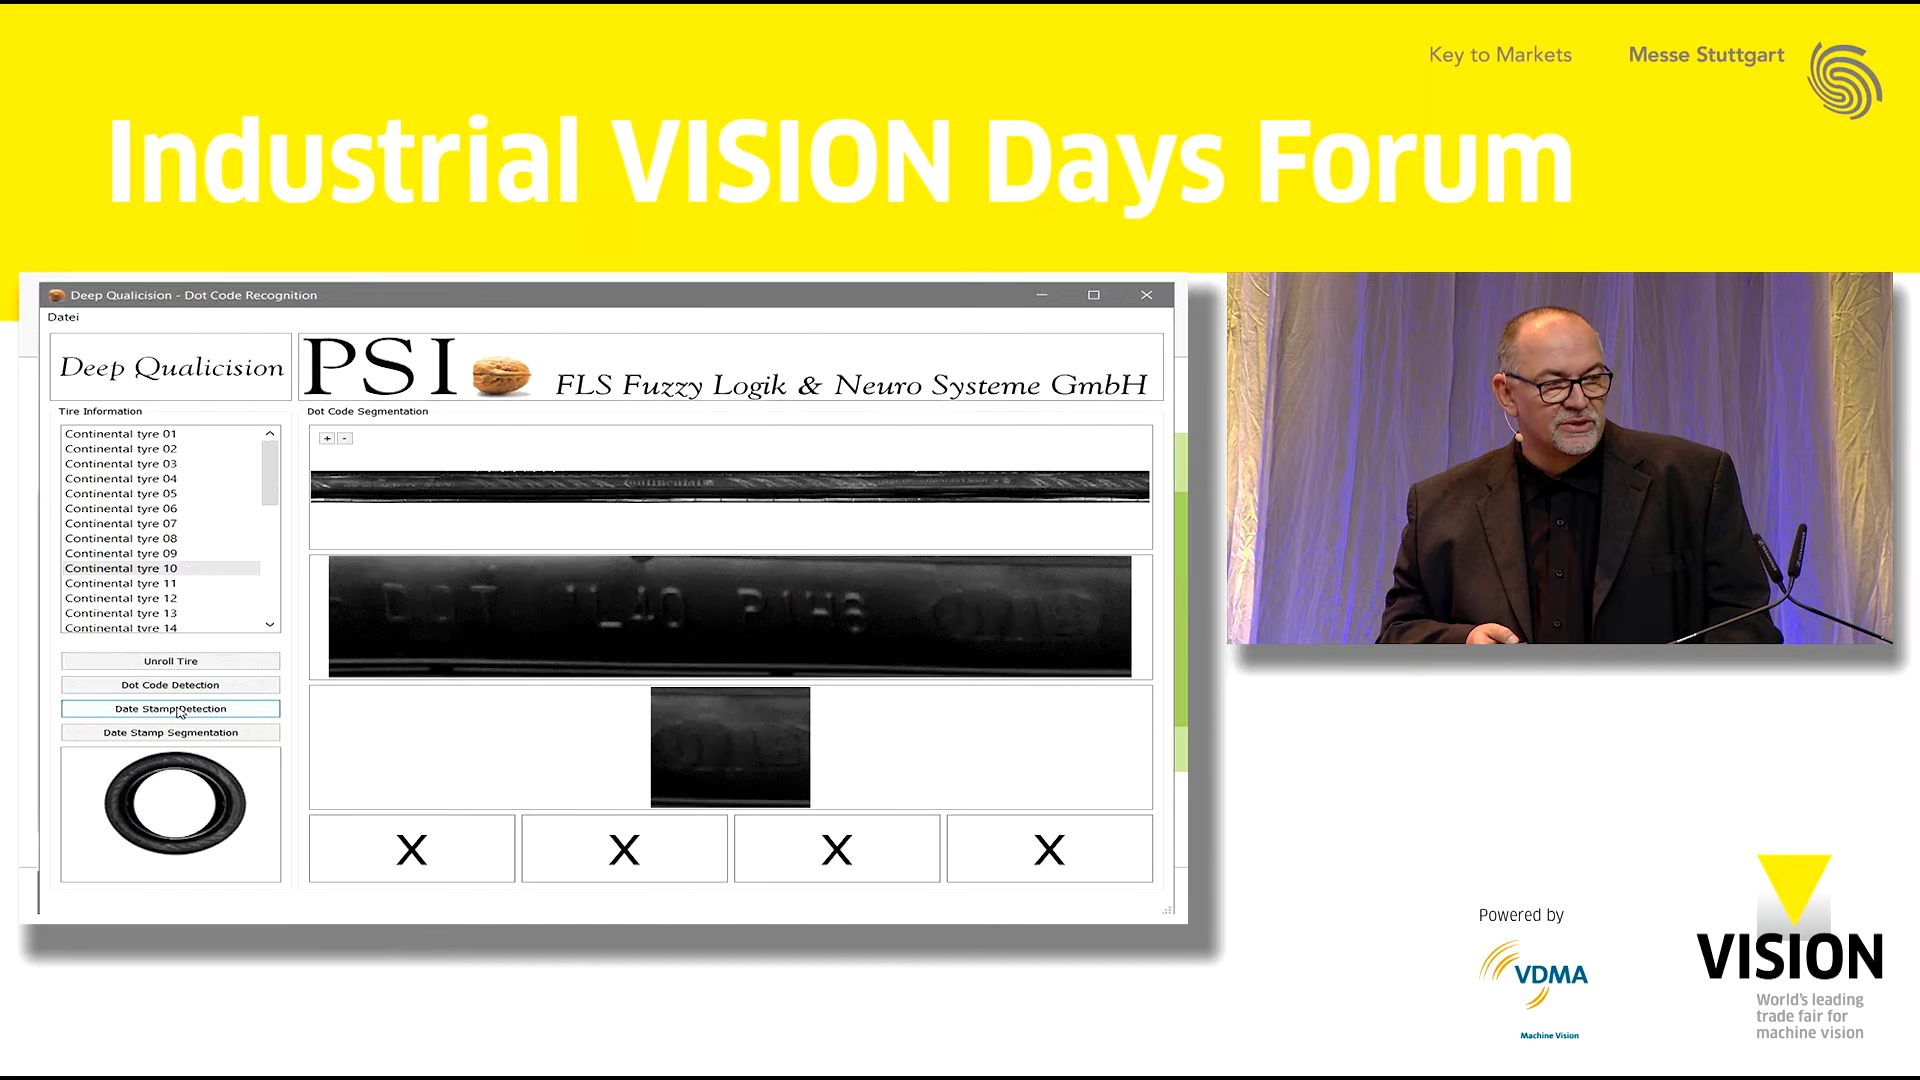 Key to Markets
Messe Stuttgart
Industrial VISION Days Forum
Deep Qualicision - Dot Code Recognition
Datei
Deep Qualicision
PSI
FLS Fuzzy Logik & Neuro Systeme GmbH
Tire Information
Continental tyre 01
Continental tyre 02
Continental tyre 03
Continental tyre 04
Continental tyre 05
Continental tyre 06
Continental tyre 07
Continental tyre 08
Continental tyre 09
Continental tyre 10
Continental tyre 11
Continental tyre 12
Continental tyre 13
Continental tyre 14
Unroll Tire
Dot Code Detection
Date Stamp Detection
Date Stamp Segmentation
Dot Code Segmentation
+ -
Continental
DOT 1L40
X X X X
Powered by
VDMA
Machine Vision
VISION
World's leading
trade fair for
machine vision